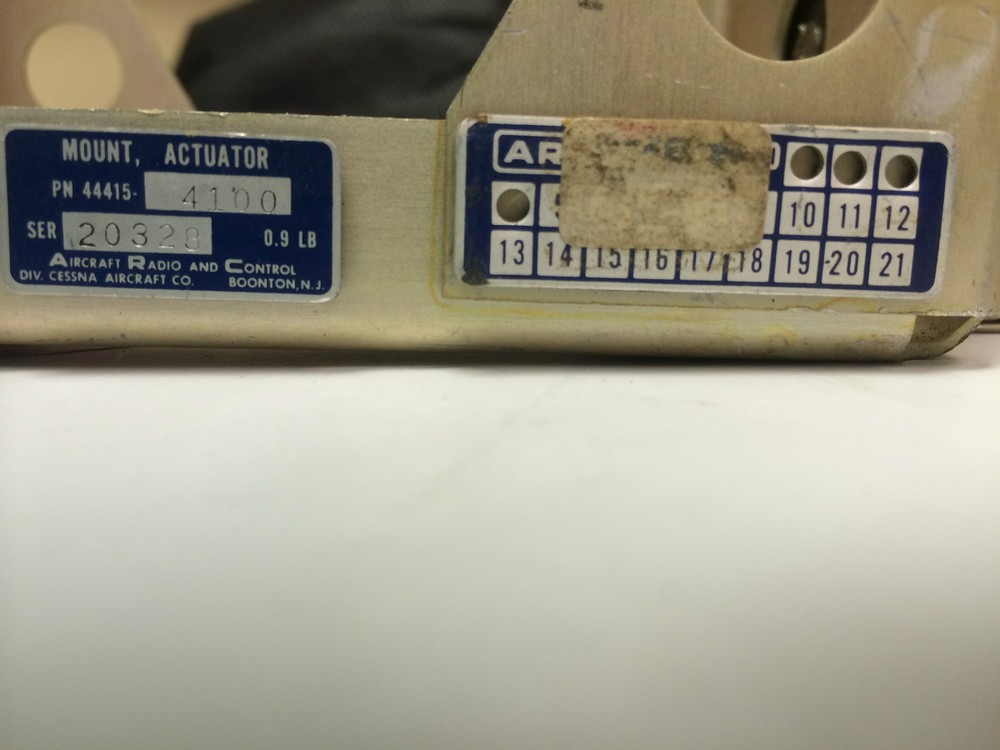 MOUNT, ACTUATOR
PN 44415- 4100
SER 20328 0.9 LB
AIRCRAFT RADIO AND CONTROL
DIV. CESSNA AIRCRAFT CO. BOONTON, N.J.
10 11 12
13 14 15 16 17 18 19 20 21